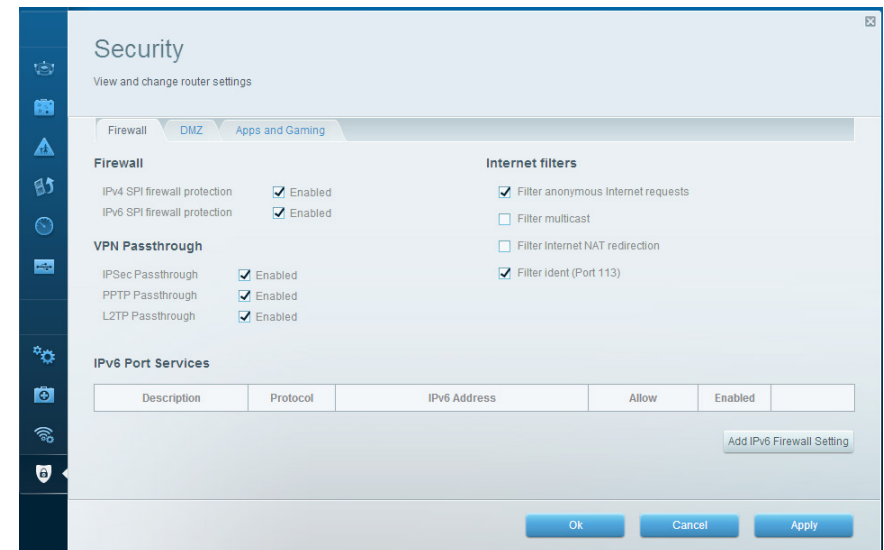 Security
View and change router settings
Firewall DMZ Apps and Gaming
Firewall
IPv4 SPI firewall protection Enabled
IPv6 SPI firewall protection Enabled
VPN Passthrough
IPSec Passthrough Enabled
PPTP Passthrough Enabled
L2TP Passthrough Enabled
Internet filters
Filter anonymous Internet requests
Filter multicast
Filter Internet NAT redirection
Filter ident (Port 113)
IPv6 Port Services
Description Protocol IPv6 Address Allow Enabled
Add IPv6 Firewall Setting
Ok Cancel Apply